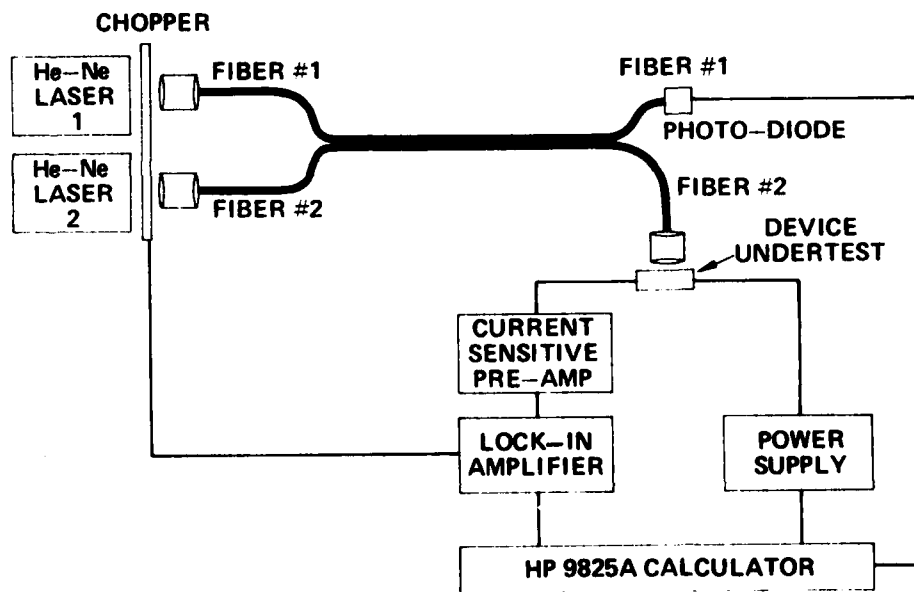 CHOPPER
He-Ne
LASER
1
FIBER #1
FIBER #1
PHOTO-DIODE
He-Ne
LASER
2
FIBER #2
FIBER #2
DEVICE
UNDERTEST
CURRENT
SENSITIVE
PRE-AMP
LOCK-IN
AMPLIFIER
POWER
SUPPLY
HP 9825A CALCULATOR